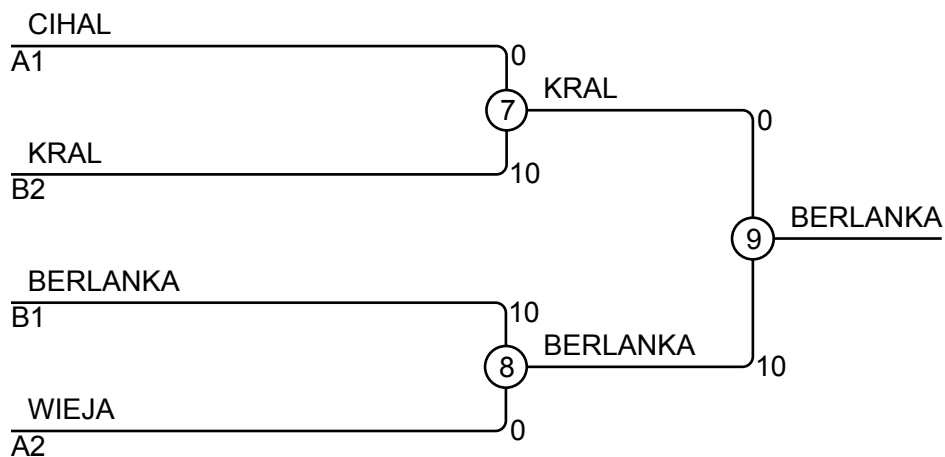 CIHAL
A1
0
7
KRAL
0
KRAL
B2
10
9
BERLANKA
BERLANKA
B1
10
8
BERLANKA
10
WIEJA
A2
0